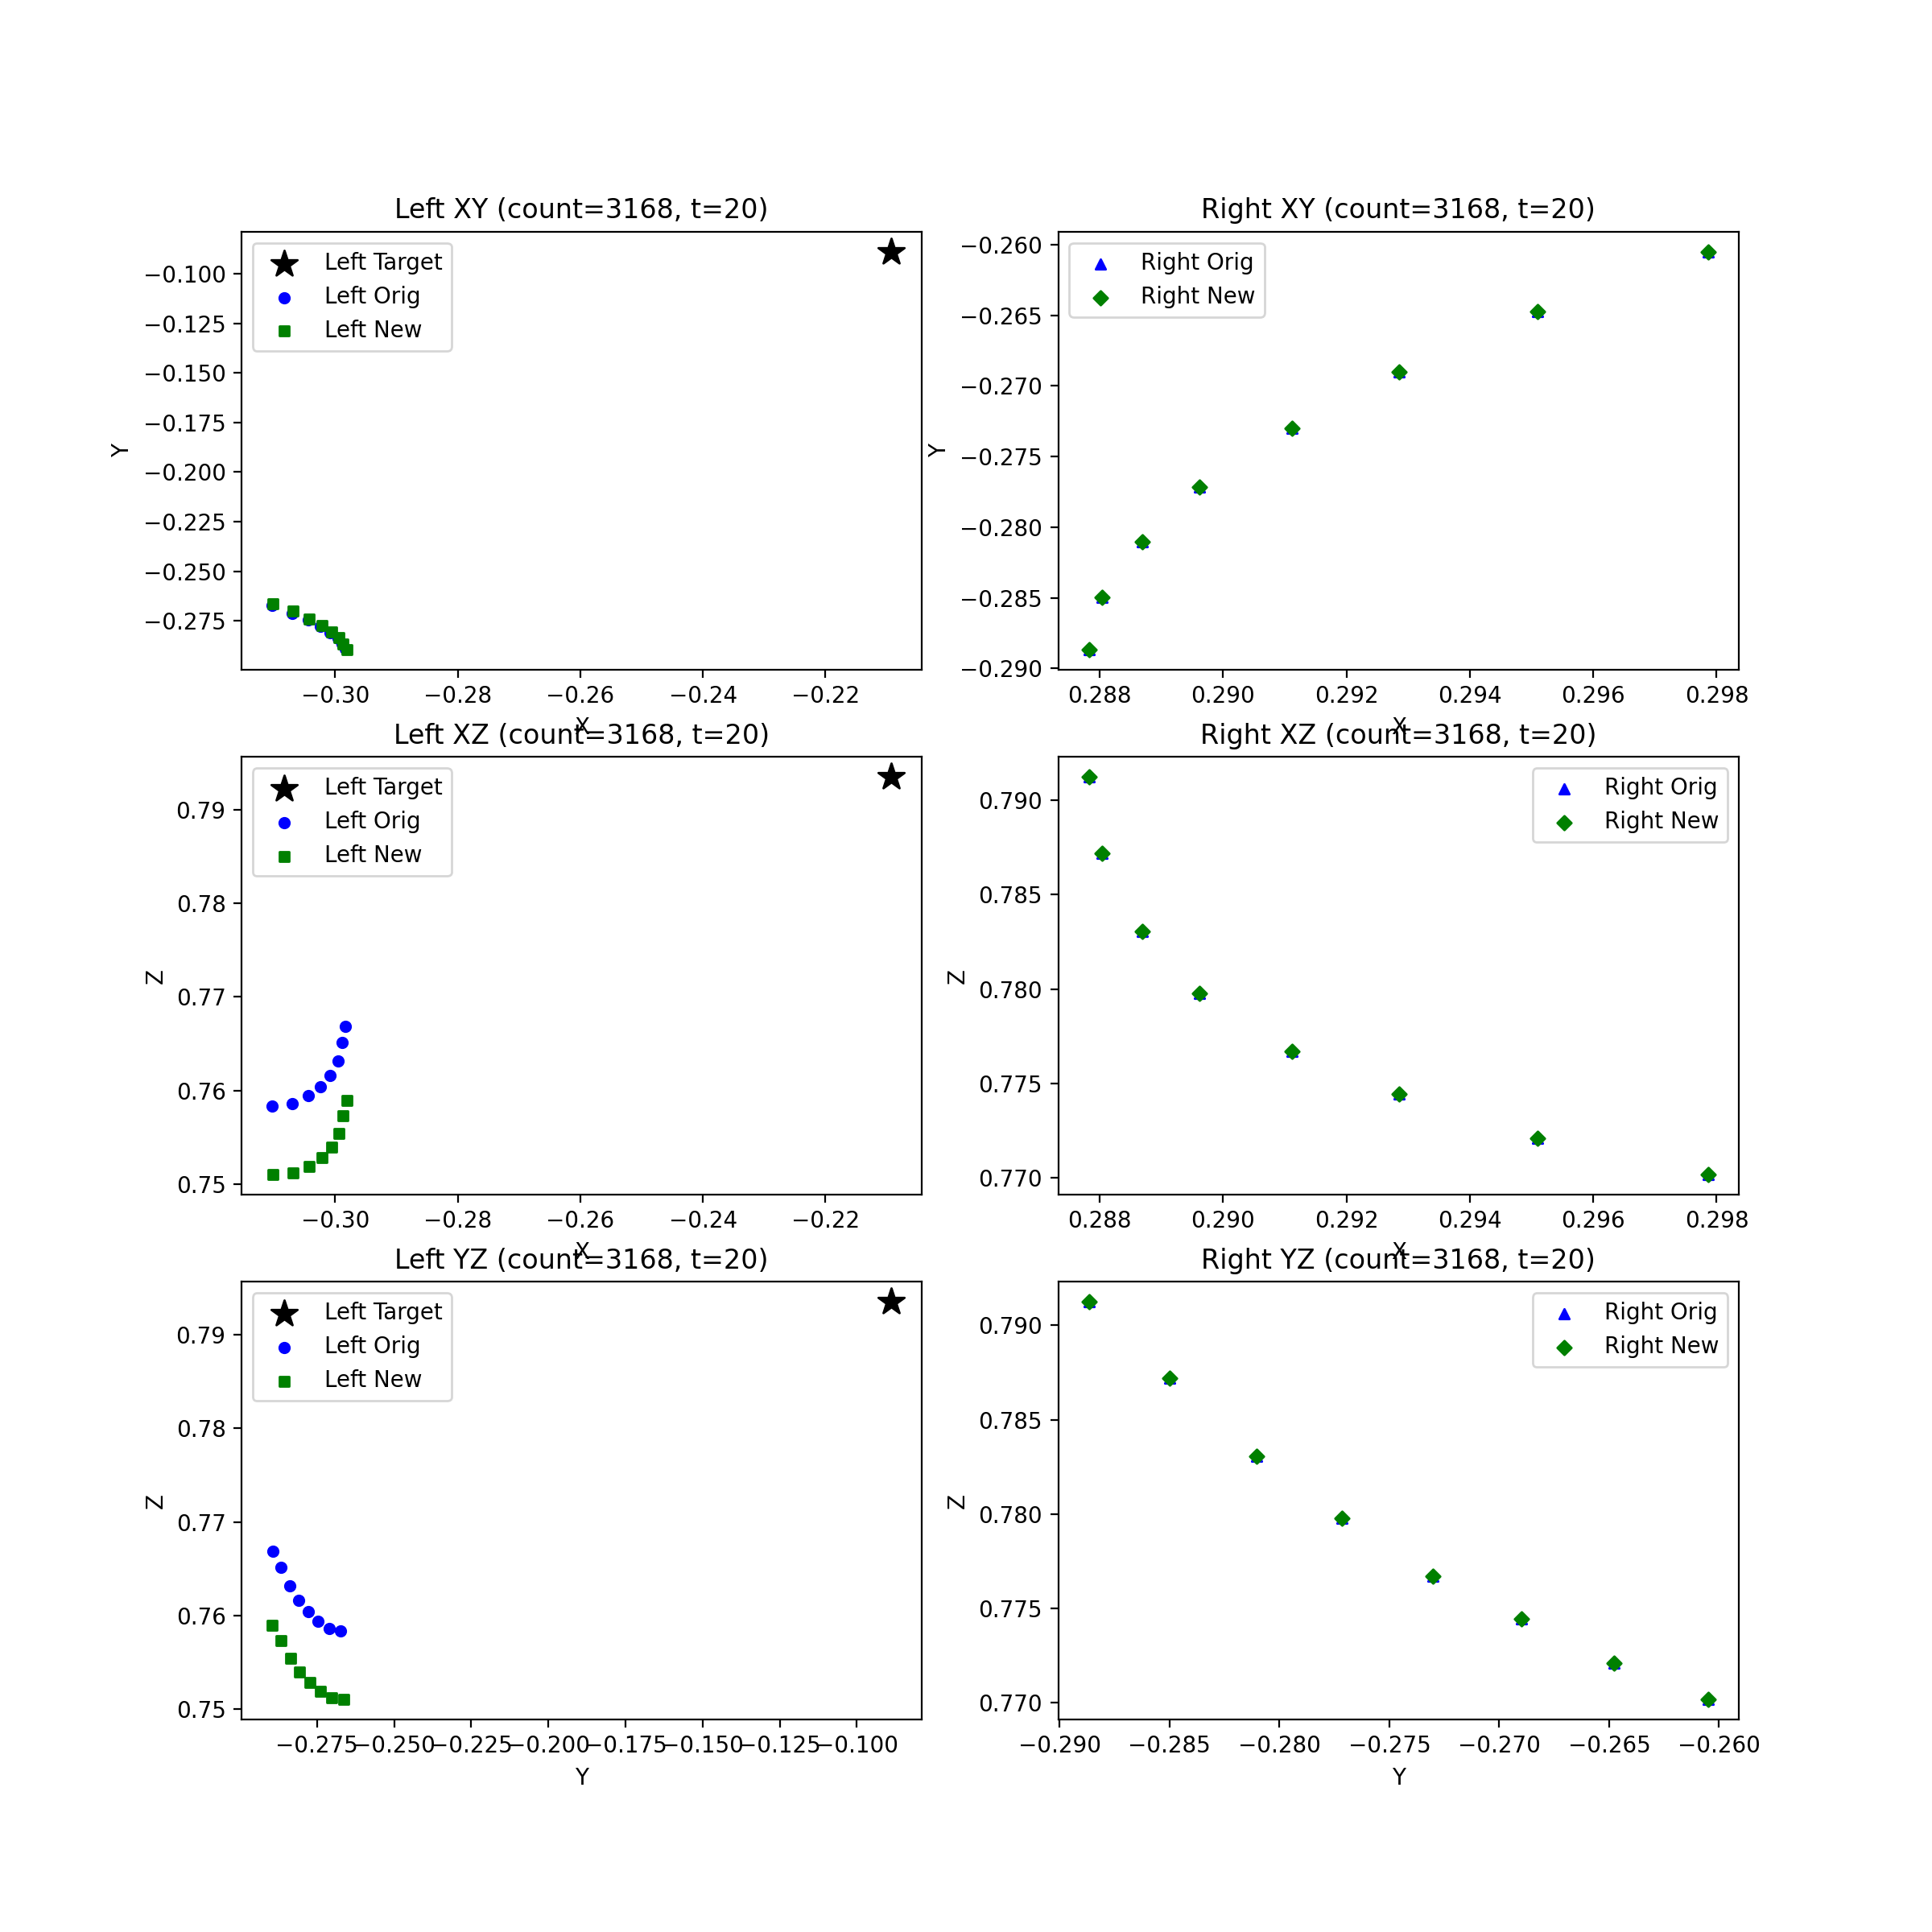 Left XY (count=3168, t=20)
Left Target
Left Orig
Left New
−0.100
−0.125
−0.150
−0.175
−0.200
−0.225
−0.250
−0.275
Y
−0.30 −0.28 −0.26 −0.24 −0.22
X
Right XY (count=3168, t=20)
Right Orig
Right New
−0.260
−0.265
−0.270
−0.275
−0.280
−0.285
−0.290
Y
0.288 0.290 0.292 0.294 0.296 0.298
X
Left XZ (count=3168, t=20)
Left Target
Left Orig
Left New
0.79
0.78
0.77
0.76
0.75
Z
−0.30 −0.28 −0.26 −0.24 −0.22
X
Right XZ (count=3168, t=20)
Right Orig
Right New
0.790
0.785
0.780
0.775
0.770
Z
0.288 0.290 0.292 0.294 0.296 0.298
X
Left YZ (count=3168, t=20)
Left Target
Left Orig
Left New
0.79
0.78
0.77
0.76
0.75
Z
−0.275 −0.250 −0.225 −0.200 −0.175 −0.150 −0.125 −0.100
Y
Right YZ (count=3168, t=20)
Right Orig
Right New
0.790
0.785
0.780
0.775
0.770
Z
−0.290 −0.285 −0.280 −0.275 −0.270 −0.265 −0.260
Y